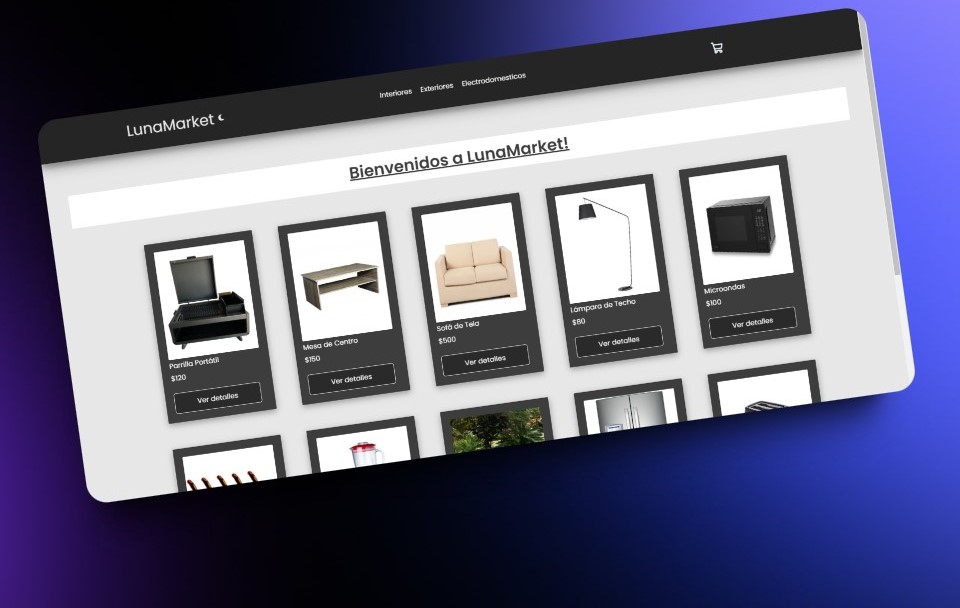 LunaMarket
Interiores Exteriores Electrodomesticos
Bienvenidos a LunaMarket!
Parrilla Portátil
$120
Ver detalles
Mesa de Centro
$150
Ver detalles
Sofá de Tela
$500
Ver detalles
Lámpara de Techo
$80
Ver detalles
Microondas
$100
Ver detalles